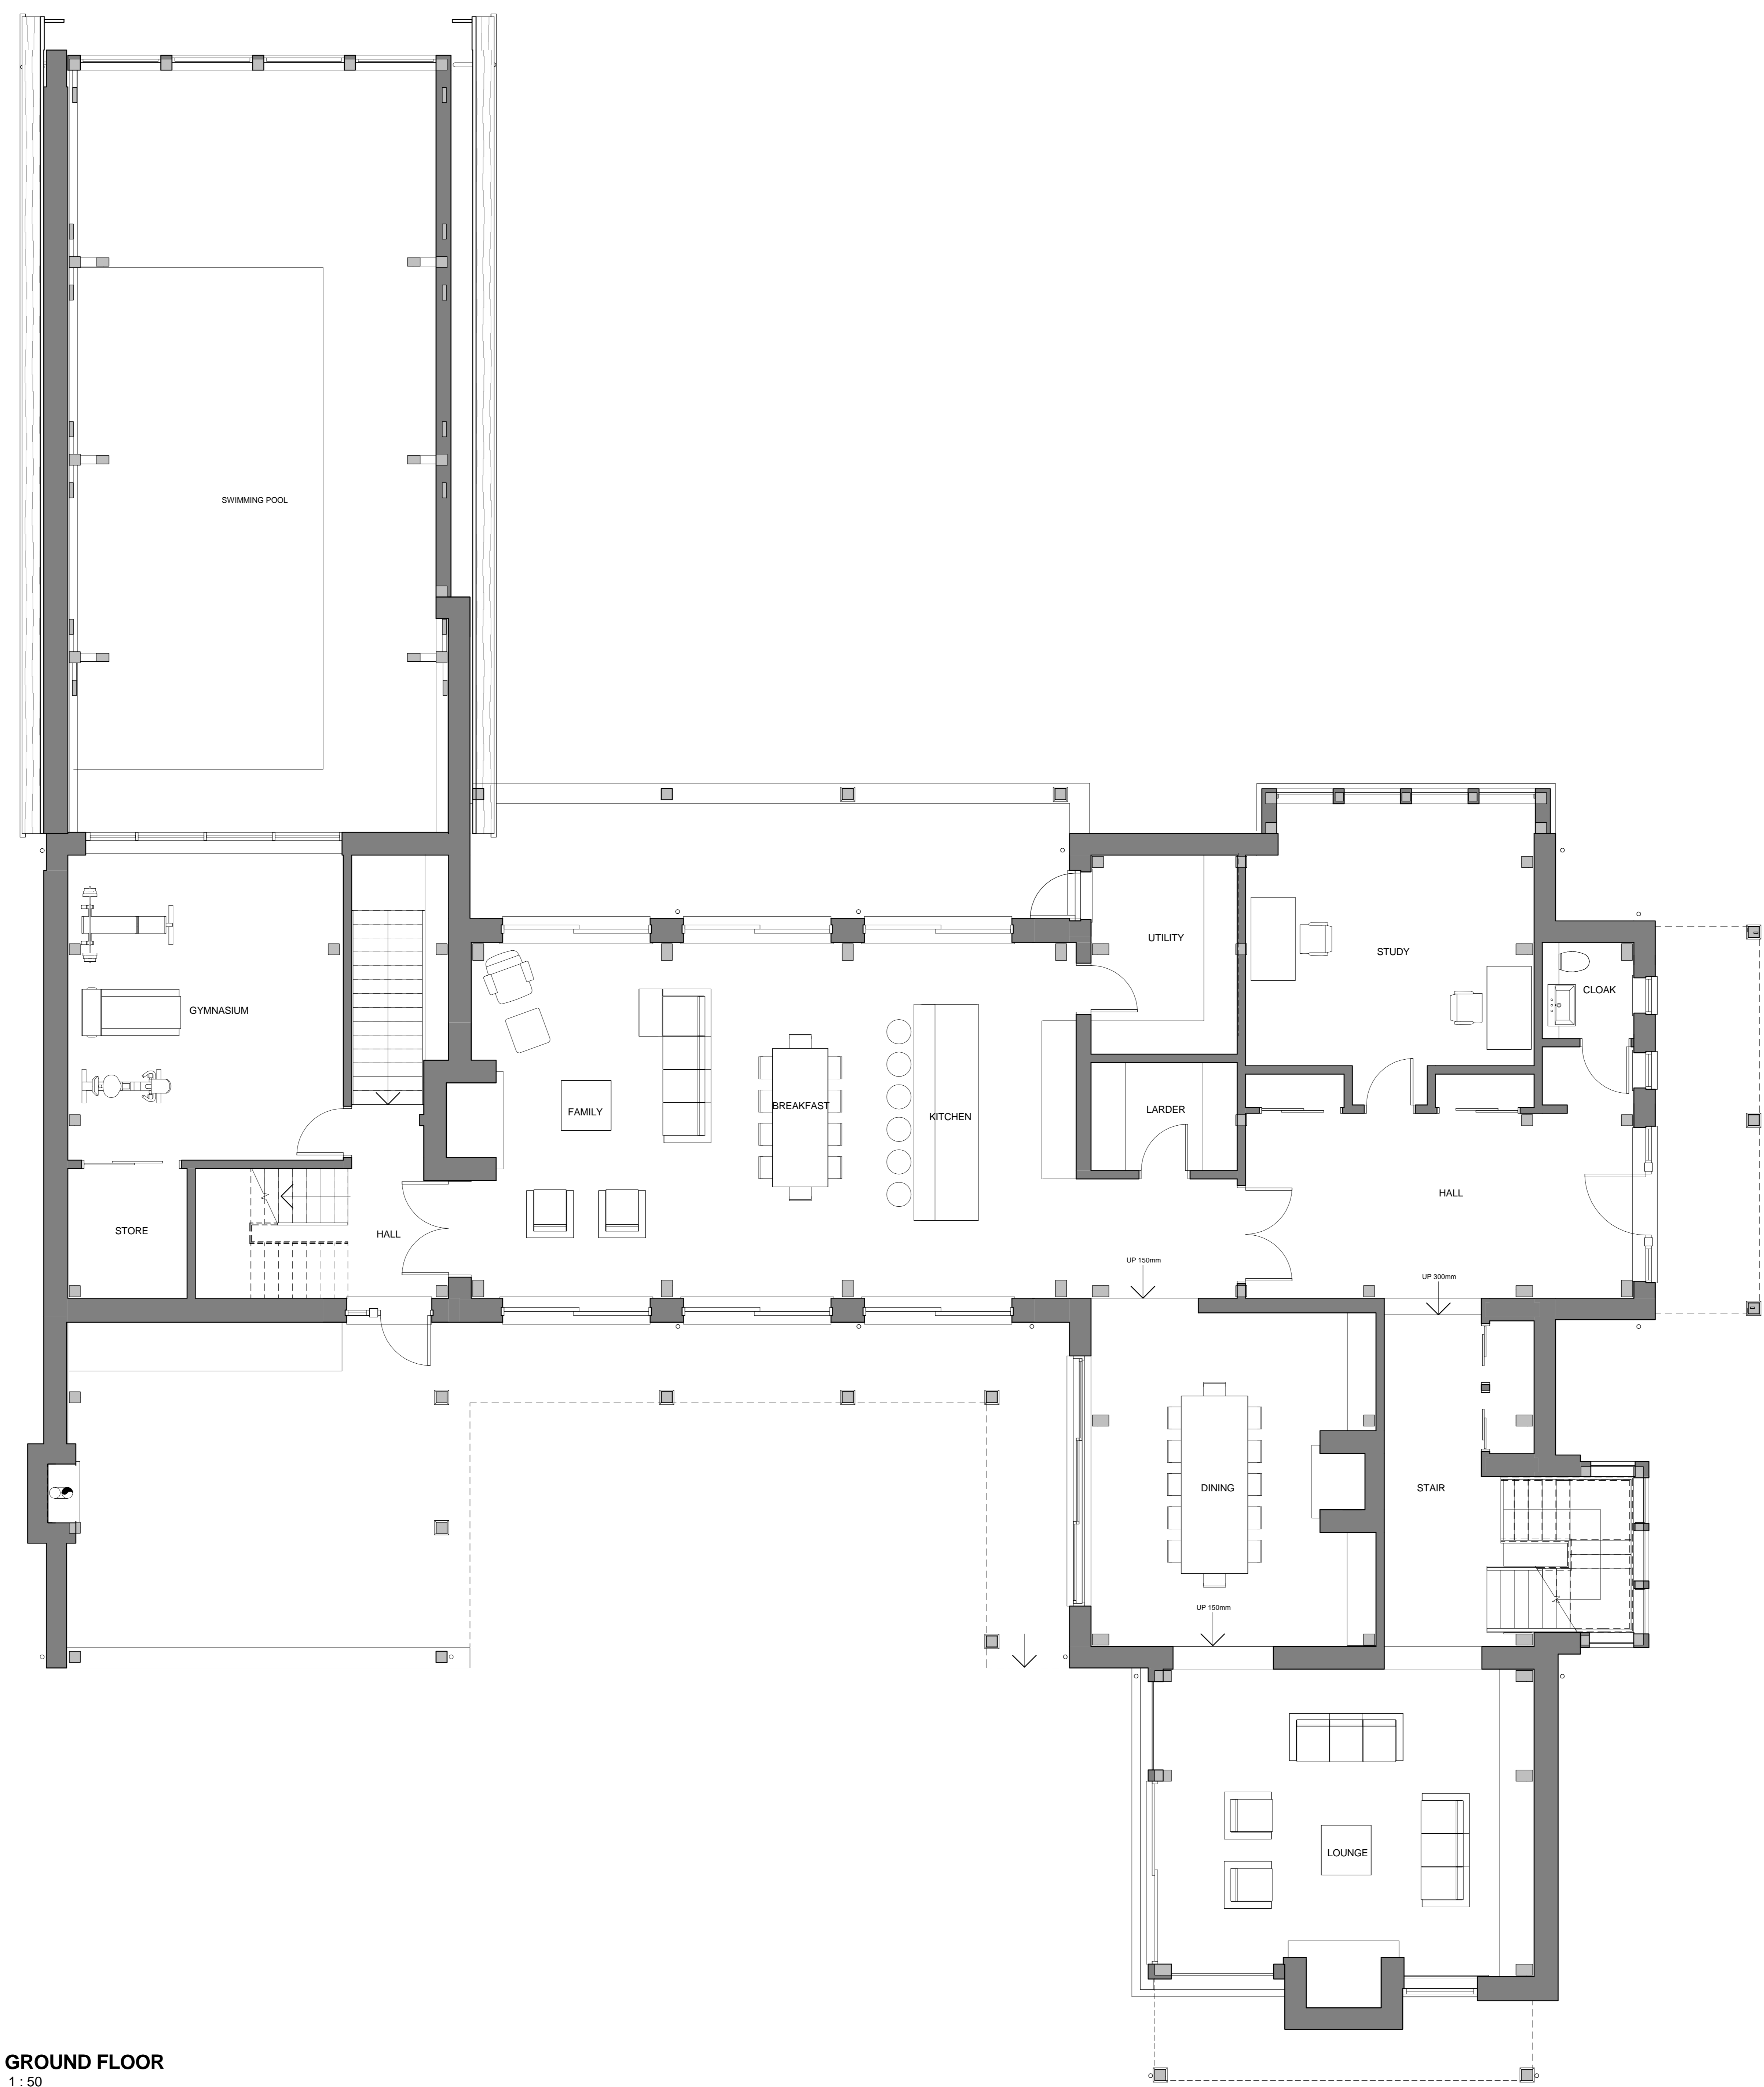 SWIMMING POOL
UTILITY
STUDY
CLOAK
GYMNASIUM
FAMILY
BREAKFAST
KITCHEN
LARDER
HALL
STORE
HALL
UP 150mm
UP 300mm
DINING
STAIR
UP 150mm
LOUNGE
GROUND FLOOR
1 : 50